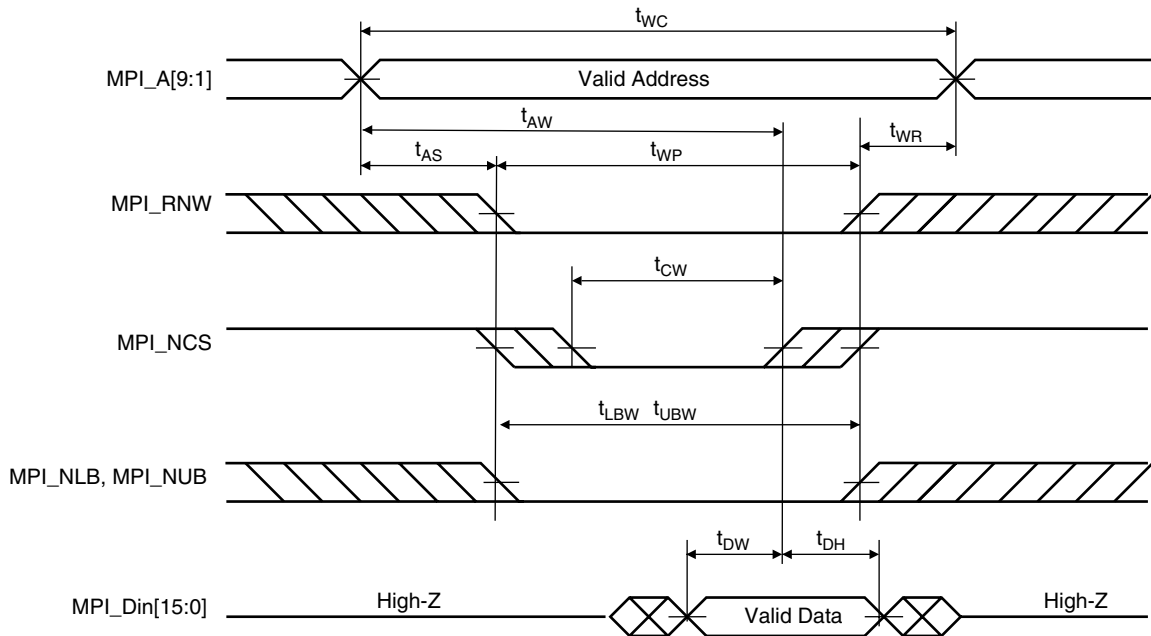 tWC
MPI_A[9:1]
Valid Address
tAW
tWR
tAS
tWP
MPI_RNW
tCW
MPI_NCS
tLBW tUBW
MPI_NLB, MPI_NUB
tDW
tDH
MPI_Din[15:0]
High-Z
Valid Data
High-Z